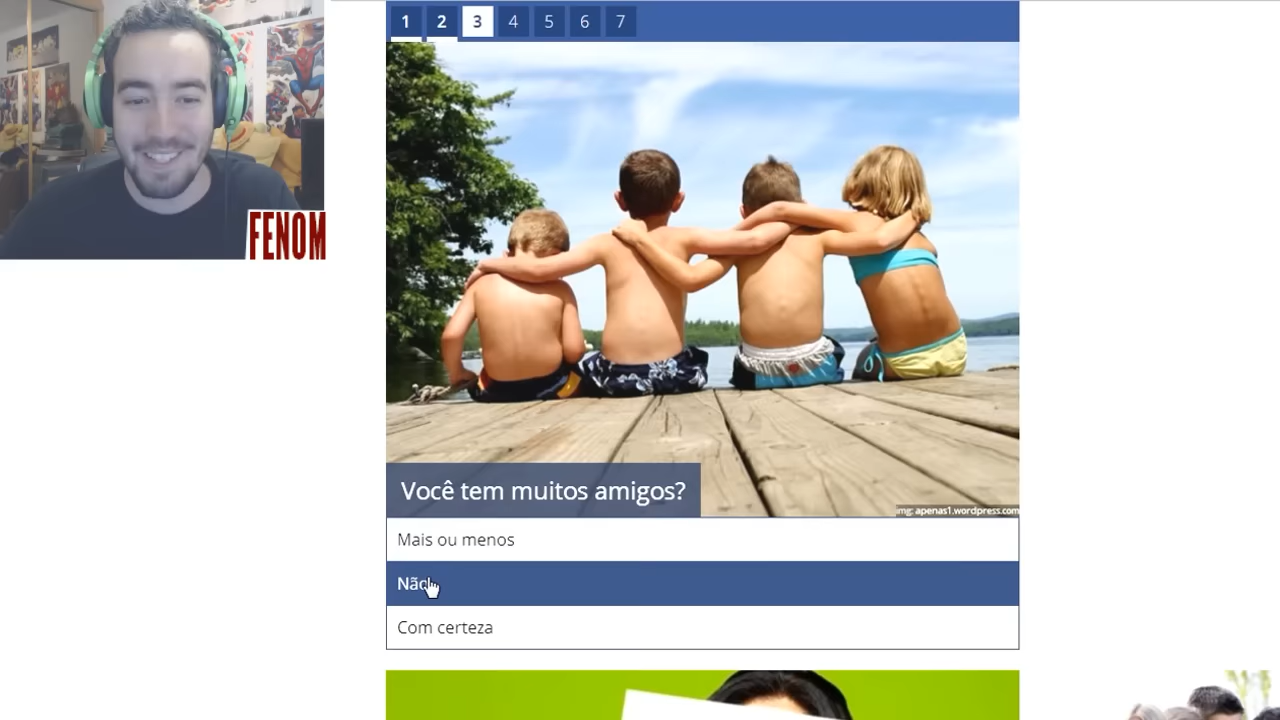 1 2 3 4 5 6 7
FENOM
Você tem muitos amigos?
img: apenas1.wordpress.com
Mais ou menos
Não
Com certeza